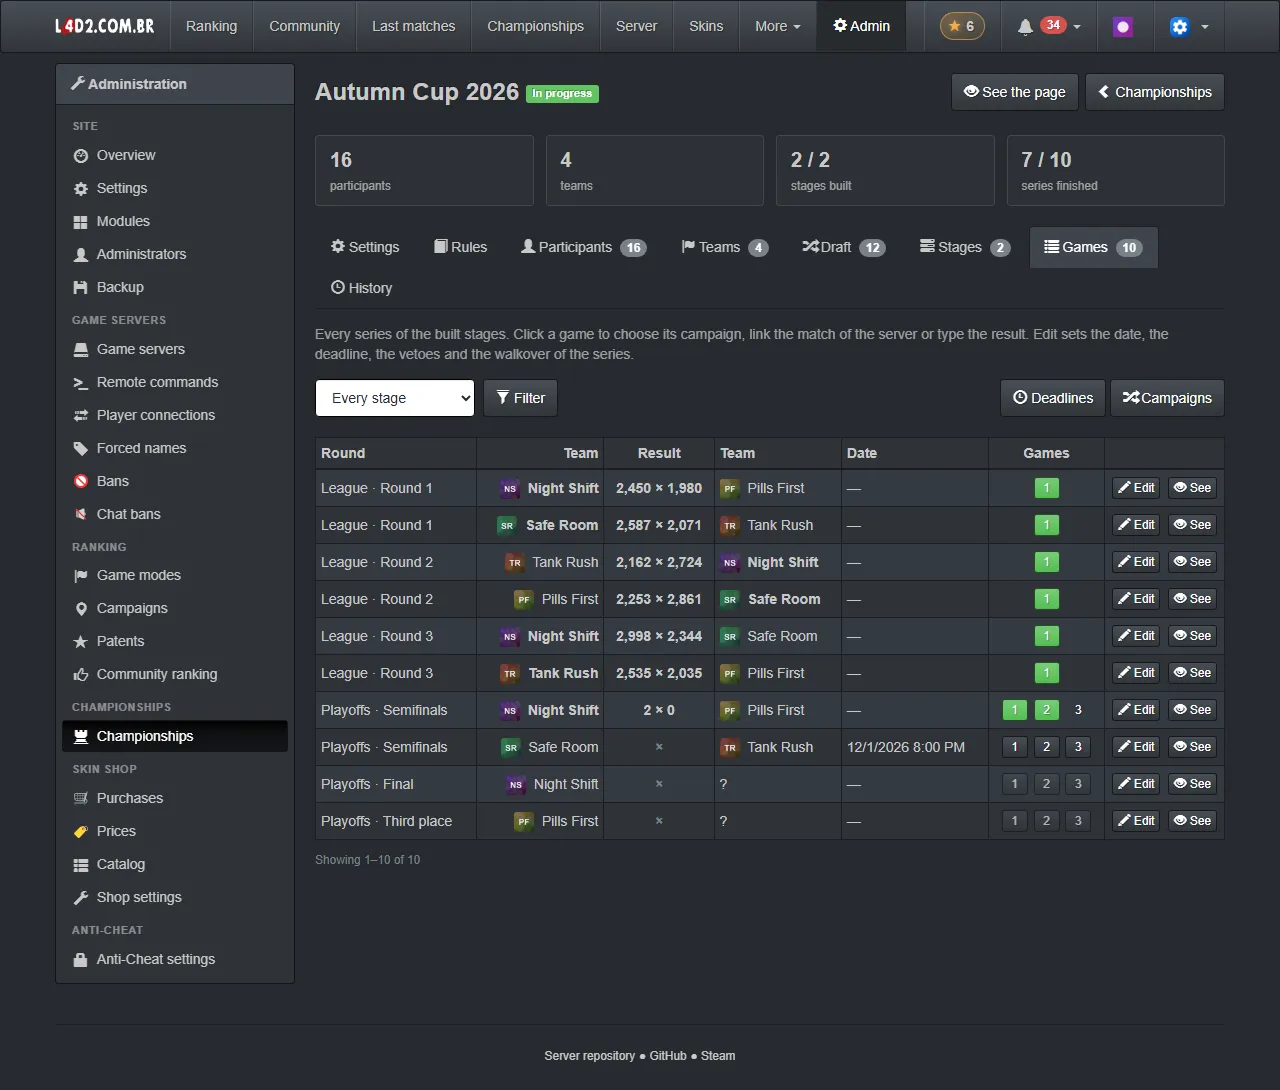 L4D2.COM.BR Ranking Community Last matches Championships Server Skins More Admin 6 34
Administration
SITE
Overview
Settings
Modules
Administrators
Backup
GAME SERVERS
Game servers
Remote commands
Player connections
Forced names
Bans
Chat bans
RANKING
Game modes
Campaigns
Patents
Community ranking
CHAMPIONSHIPS
Championships
SKIN SHOP
Purchases
Prices
Catalog
Shop settings
ANTI-CHEAT
Anti-Cheat settings
Autumn Cup 2026 In progress See the page Championships
16 participants
4 teams
2 / 2 stages built
7 / 10 series finished
Settings Rules Participants 16 Teams 4 Draft 12 Stages 2 Games 10
History
Every series of the built stages. Click a game to choose its campaign, link the match of the server or type the result. Edit sets the date, the
deadline, the vetoes and the walkover of the series.
Every stage Filter Deadlines Campaigns
Round Team Result Team Date Games
League · Round 1 NS Night Shift 2,450 × 1,980 PF Pills First — 1 Edit See
League · Round 1 SR Safe Room 2,587 × 2,071 TR Tank Rush — 1 Edit See
League · Round 2 TR Tank Rush 2,162 × 2,724 NS Night Shift — 1 Edit See
League · Round 2 PF Pills First 2,253 × 2,861 SR Safe Room — 1 Edit See
League · Round 3 NS Night Shift 2,998 × 2,344 SR Safe Room — 1 Edit See
League · Round 3 TR Tank Rush 2,535 × 2,035 PF Pills First — 1 Edit See
Playoffs · Semifinals NS Night Shift 2 × 0 PF Pills First — 1 2 3 Edit See
Playoffs · Semifinals SR Safe Room × TR Tank Rush 12/1/2026 8:00 PM 1 2 3 Edit See
Playoffs · Final NS Night Shift × ? — 1 2 3 Edit See
Playoffs · Third place PF Pills First × ? — 1 2 3 Edit See
Showing 1–10 of 10
Server repository ● GitHub ● Steam